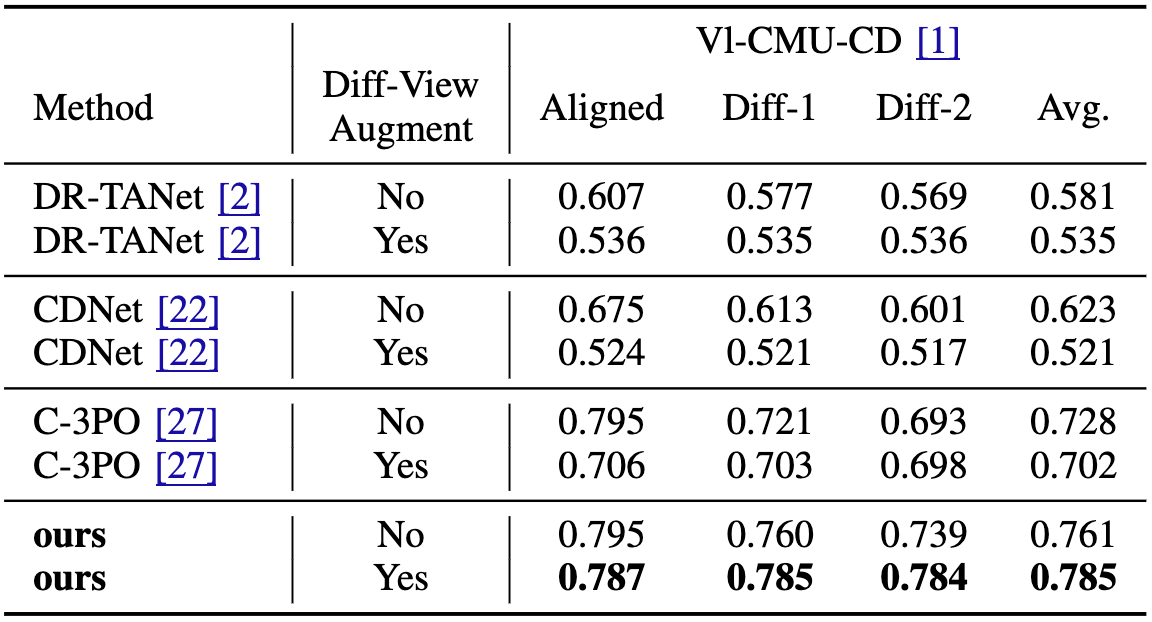 Vl-CMU-CD [1]
Method Diff-View Augment Aligned Diff-1 Diff-2 Avg.
DR-TANet [2] No 0.607 0.577 0.569 0.581
DR-TANet [2] Yes 0.536 0.535 0.536 0.535
CDNet [22] No 0.675 0.613 0.601 0.623
CDNet [22] Yes 0.524 0.521 0.517 0.521
C-3PO [27] No 0.795 0.721 0.693 0.728
C-3PO [27] Yes 0.706 0.703 0.698 0.702
ours No 0.795 0.760 0.739 0.761
ours Yes 0.787 0.785 0.784 0.785